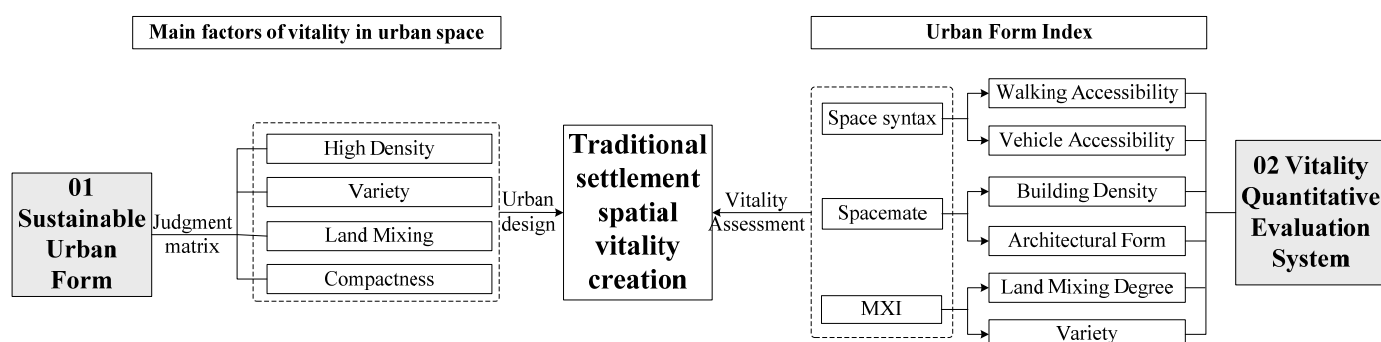 Main factors of vitality in urban space
Urban Form Index
01
Sustainable
Urban
Form
Judgment
matrix
High Density
Variety
Land Mixing
Compactness
Urban
design
Traditional
settlement
spatial
vitality
creation
Vitality
Assessment
Space syntax
Spacemate
MXI
Walking Accessibility
Vehicle Accessibility
Building Density
Architectural Form
Land Mixing Degree
Variety
02 Vitality
Quantitative
Evaluation
System